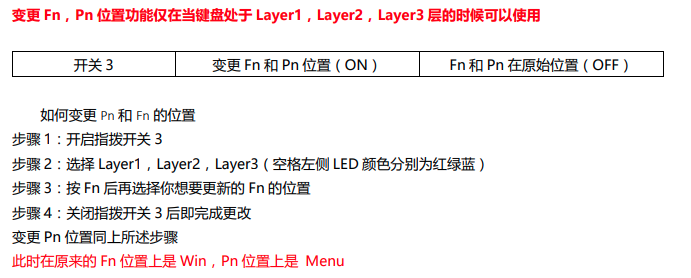 变更 Fn，Pn 位置功能仅在当键盘处于 Layer1，Layer2，Layer3 层的时候可以使用
开关 3 变更 Fn 和 Pn 位置（ON） Fn 和 Pn 在原始位置（OFF）
如何变更 Pn 和 Fn 的位置
步骤 1：开启指拨开关 3
步骤 2：选择 Layer1，Layer2，Layer3（空格左侧 LED 颜色分别为红绿蓝）
步骤 3：按 Fn 后再选择你想要更新的 Fn 的位置
步骤 4：关闭指拨开关 3 后即完成更改
变更 Pn 位置同上所述步骤
此时在原来的 Fn 位置上是 Win，Pn 位置上是 Menu